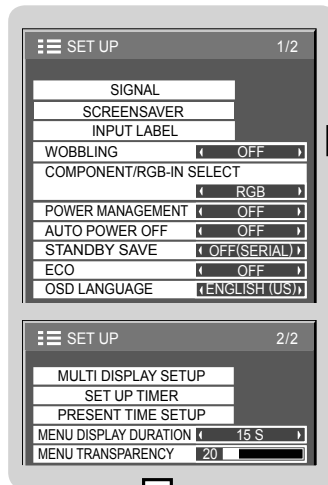 SET UP 1/2
SIGNAL
SCREENSAVER
INPUT LABEL
WOBBLING OFF
COMPONENT/RGB-IN SELECT
RGB
POWER MANAGEMENT OFF
AUTO POWER OFF OFF
STANDBY SAVE OFF(SERIAL)
ECO OFF
OSD LANGUAGE ENGLISH (US)
SET UP 2/2
MULTI DISPLAY SETUP
SET UP TIMER
PRESENT TIME SETUP
MENU DISPLAY DURATION 15 S
MENU TRANSPARENCY 20